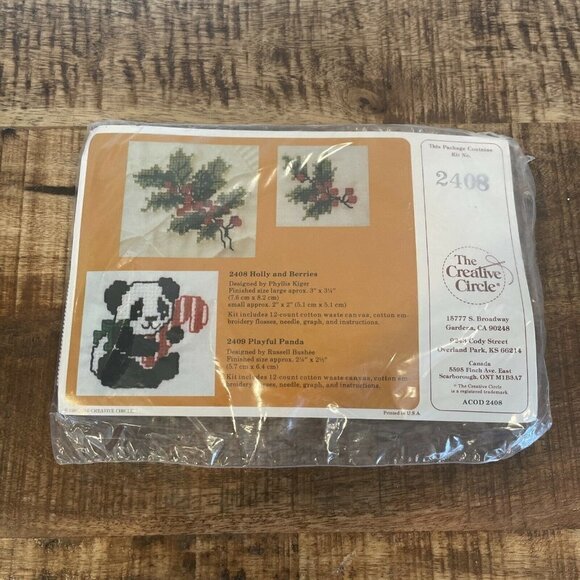 2408 Holly and Berries
Designed by Phyllis Kiger
Finished size large aprox. 3" x 3¼"
(7.6 cm x 8.2 cm)
small approx. 2" x 2" (5.1 cm x 5.1 cm)
Kit includes 12-count cotton waste canvas, cotton em-
broidery flosses, needle, graph, and instructions.
2409 Playful Panda
Designed by Russell Bushee
Finished size approx. 2¼" x 2½"
(5.7 cm x 6.4 cm)
Kit includes 12-count cotton waste canvas, cotton em-
broidery flosses, needle, graph, and instructions.
CREATIVE CIRCLE
Printed in U.S.A.
This Package Contains
Kit No.
2408
The
Creative
Circle®
15777 S. Broadway
Gardena, CA 90248
Cody Street
Overland Park, KS 66214
Canada
5595 Finch Ave. East
Scarborough, ONT M1B3A7
® The Creative Circle
is a registered trademark
ACOD 2408